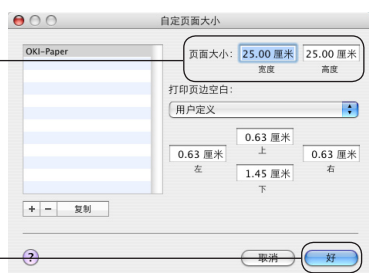 自定页面大小
OKI-Paper
页面大小: 25.00 厘米 25.00 厘米
宽度 高度
打印页边空白:
用户定义
0.63 厘米
上
0.63 厘米 0.63 厘米
左 右
1.45 厘米
下
+ − 复制
? 取消 好